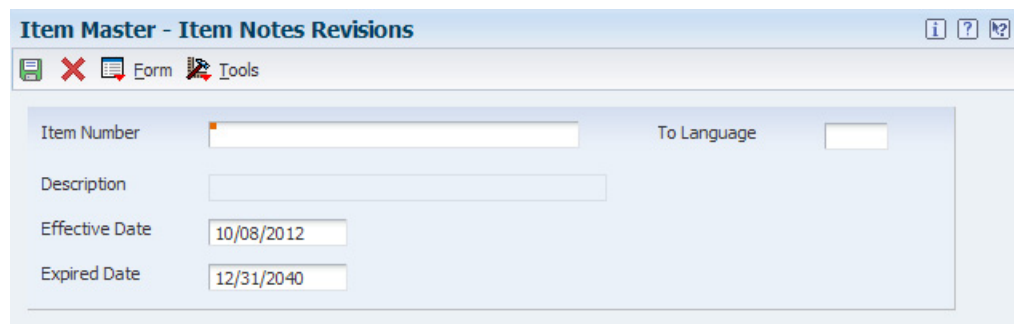 Item Master - Item Notes Revisions
Form Tools
Item Number To Language
Description
Effective Date 10/08/2012
Expired Date 12/31/2040